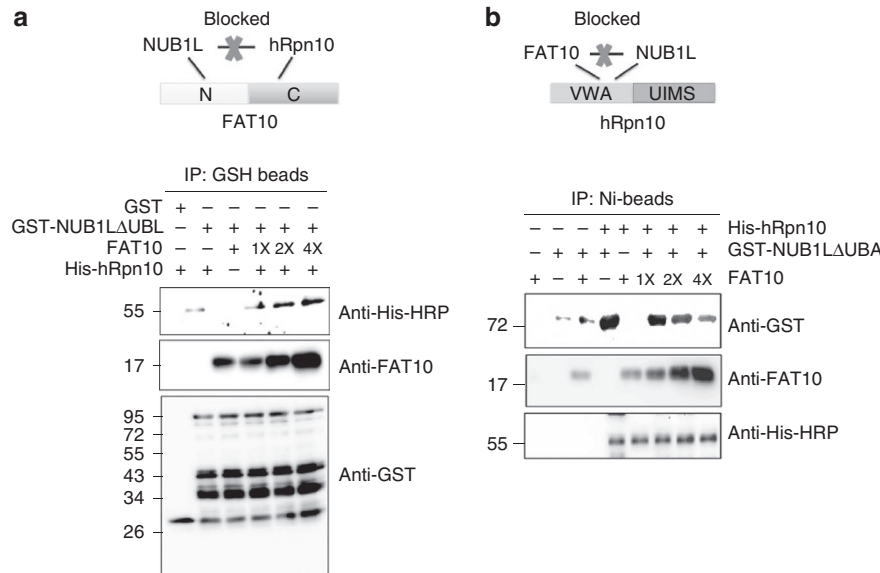 a
Blocked
NUB1L hRpn10
N C
FAT10
IP: GSH beads
GST + – – – – –
GST-NUB1LΔUBL – + + + + +
FAT10 – – + 1X 2X 4X
His-hRpn10 + + – + + +
55 Anti-His-HRP
17 Anti-FAT10
95
72
55
43 Anti-GST
34
26
b
Blocked
FAT10 NUB1L
VWA UIMS
hRpn10
IP: Ni-beads
– – – + + + + + His-hRpn10
– + + + – + + + GST-NUB1LΔUBA
+ – + – + 1X 2X 4X FAT10
72 Anti-GST
17 Anti-FAT10
55 Anti-His-HRP